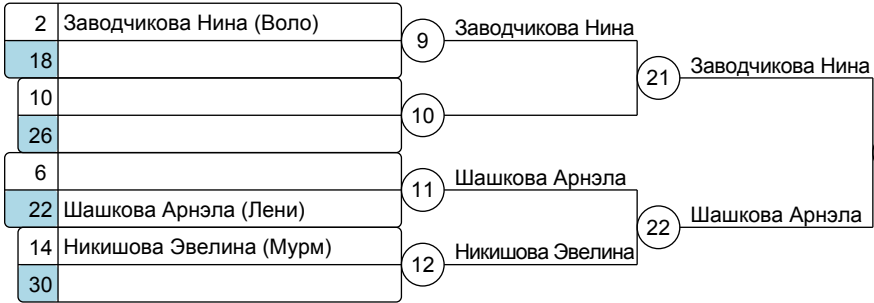 2 Заводчикова Нина (Воло)
18
9 Заводчикова Нина
10
26
10
21 Заводчикова Нина
6
22 Шашкова Арнэла (Лени)
11 Шашкова Арнэла
14 Никишова Эвелина (Мурм)
30
12 Никишова Эвелина
22 Шашкова Арнэла